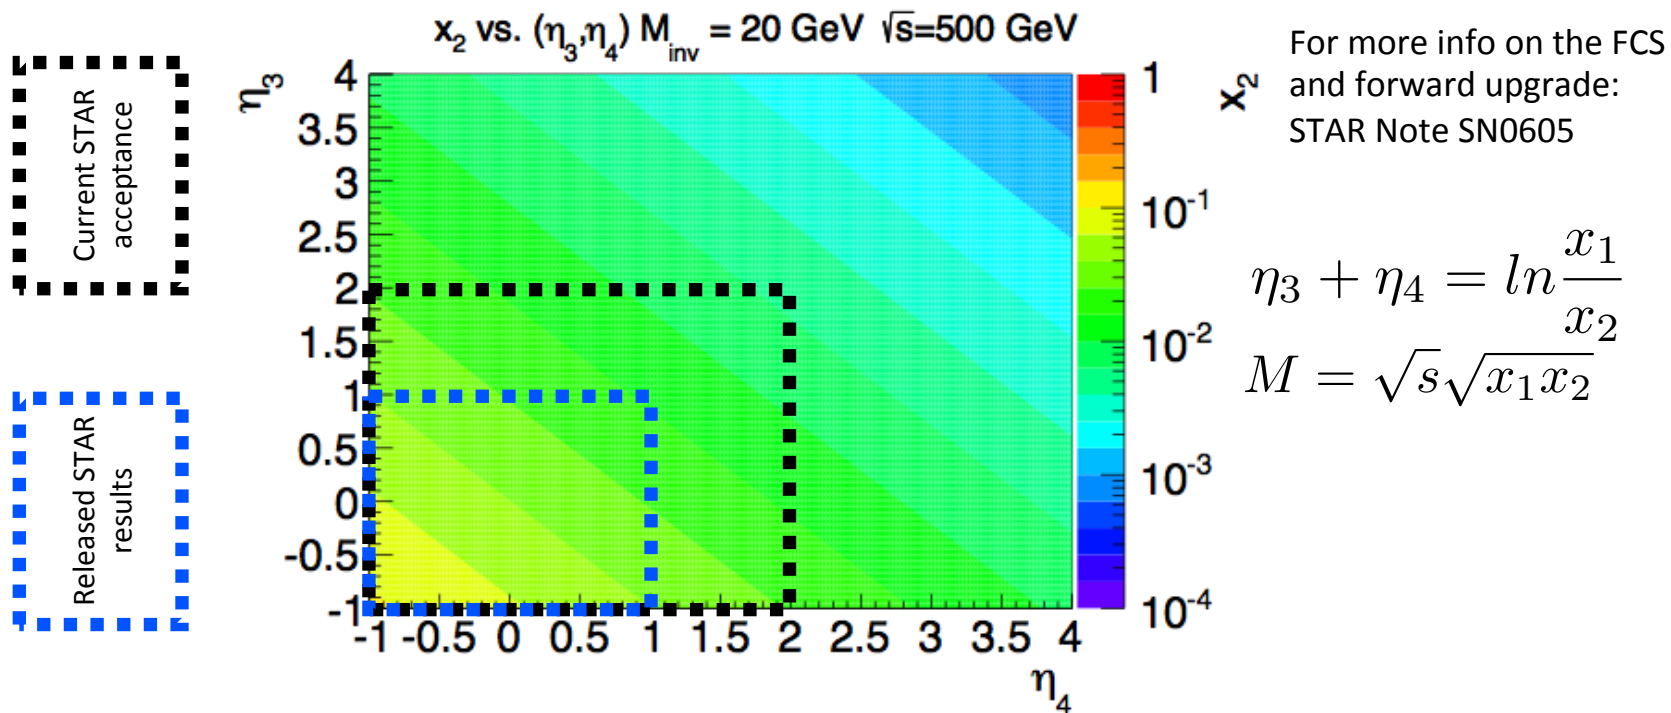 x₂ vs. (η₃,η₄) M_inv = 20 GeV √s=500 GeV
Current STAR
acceptance
Released STAR
results
η₃
4
3.5
3
2.5
2
1.5
1
0.5
0
-0.5
-1
-1 -0.5 0 0.5 1 1.5 2 2.5 3 3.5 4
η₄
1
10⁻¹
10⁻²
10⁻³
10⁻⁴
x₂
For more info on the FCS
and forward upgrade:
STAR Note SN0605
η₃ + η₄ = ln x₁/x₂
M = √s√x₁x₂